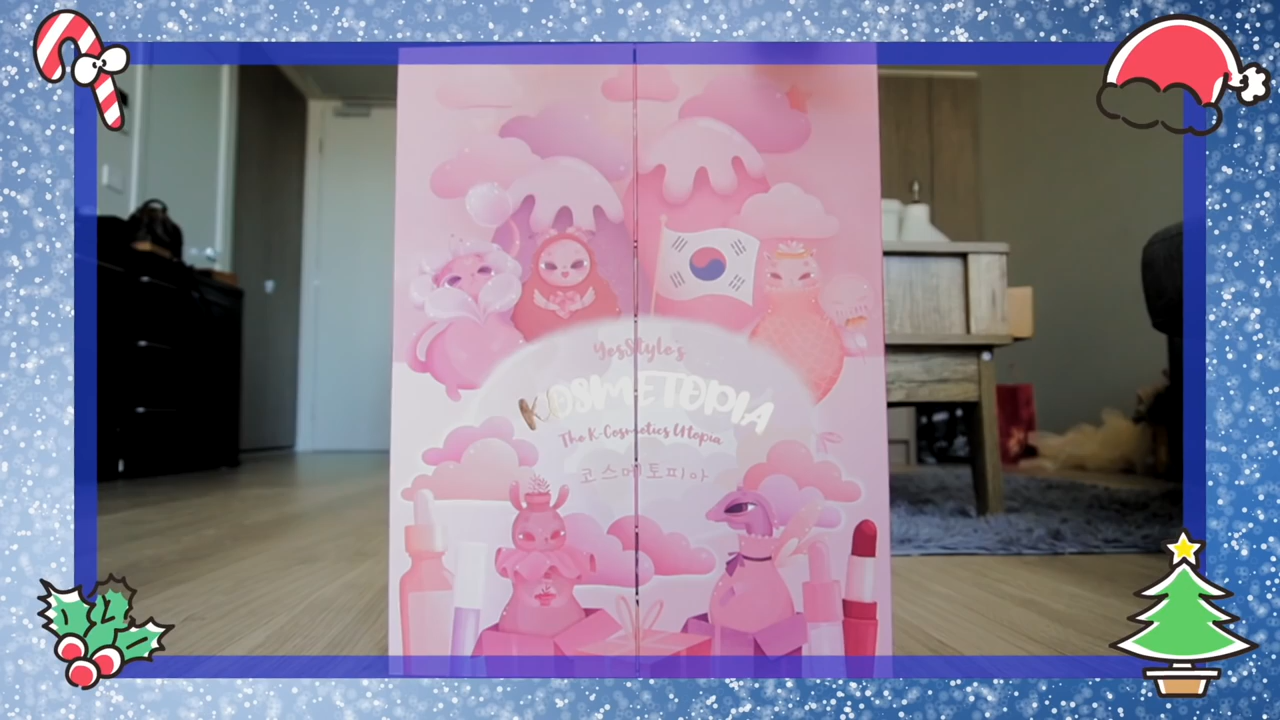 YesStyle's
KOSMETOPIA
The K-Cosmetics Utopia
코스메토피아